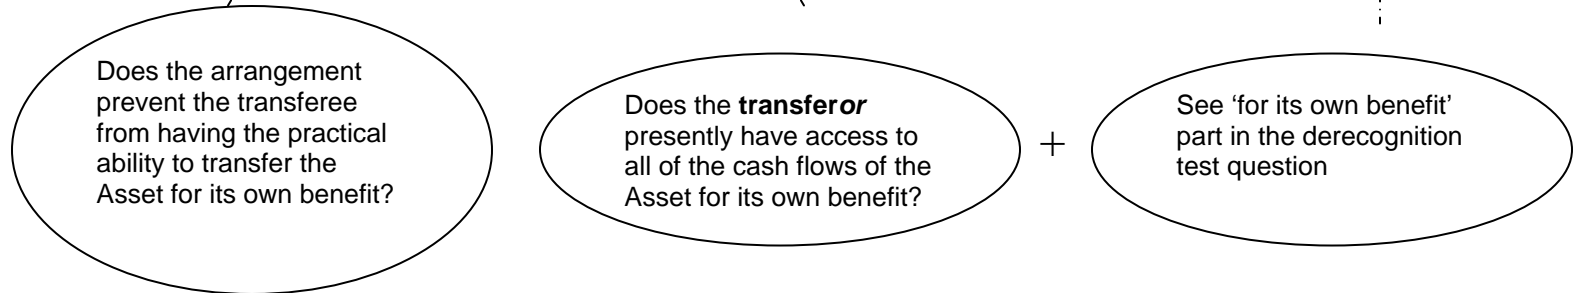 Does the arrangement
prevent the transferee
from having the practical
ability to transfer the
Asset for its own benefit?
Does the transferor
presently have access to
all of the cash flows of the
Asset for its own benefit?
+
See ‘for its own benefit’
part in the derecognition
test question